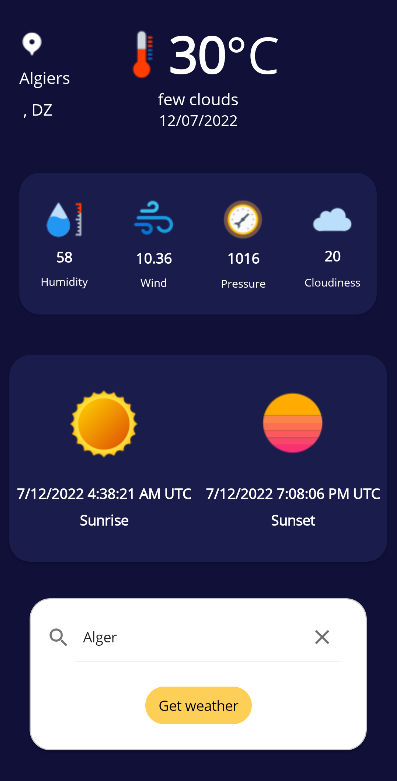 30°C
Algiers
, DZ
few clouds
12/07/2022
58
10.36
1016
20
Humidity
Wind
Pressure
Cloudiness
7/12/2022 4:38:21 AM UTC
7/12/2022 7:08:06 PM UTC
Sunrise
Sunset
Alger
Get weather